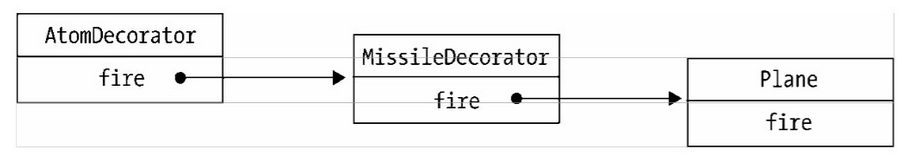 AtomDecorator
fire
MissileDecorator
fire
Plane
fire